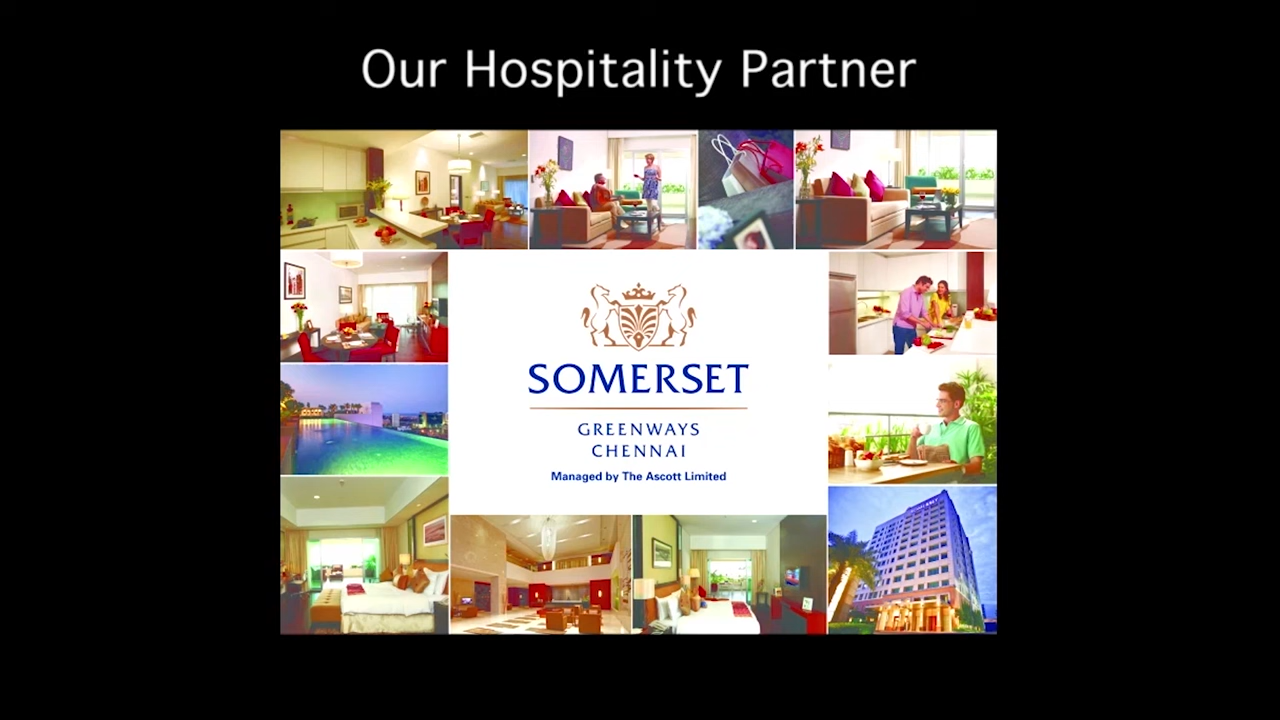 Our Hospitality Partner
SOMERSET
GREENWAYS
CHENNAI
Managed by The Ascott Limited